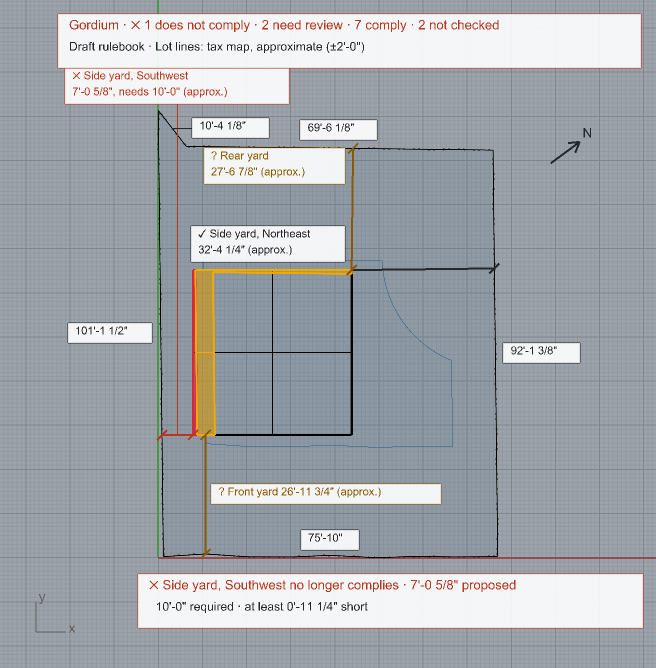 Gordium · ✕ 1 does not comply · 2 need review · 7 comply · 2 not checked
Draft rulebook · Lot lines: tax map, approximate (±2'-0")
✕ Side yard, Southwest
7'-0 5/8", needs 10'-0" (approx.)
10'-4 1/8"
69'-6 1/8"
N
? Rear yard
27'-6 7/8" (approx.)
✓ Side yard, Northeast
32'-4 1/4" (approx.)
101'-1 1/2"
92'-1 3/8"
? Front yard 26'-11 3/4" (approx.)
75'-10"
✕ Side yard, Southwest no longer complies · 7'-0 5/8" proposed
10'-0" required · at least 0'-11 1/4" short
y
x